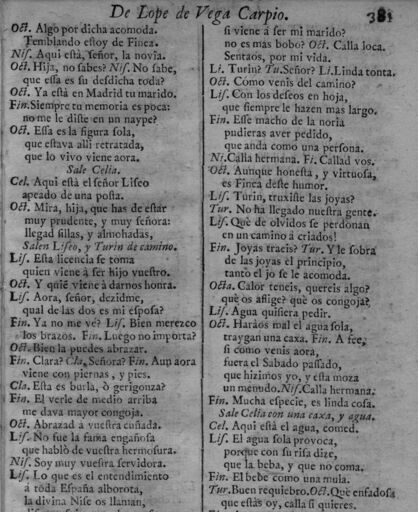 De Lope de Vega Carpio. 381
Oct. Algo por dicha acomoda.
Temblando estoy de Finea.
Nis. Aqui está, señor, la novia.
Oct. Hija, no sabes? Nis. No sabe,
que essa es su desdicha toda?
Oct. Ya está en Madrid tu marido.
Fin. Siempre tu memoria es poca:
no me le diste en un naype?
Oct. Essa es la figura sola,
que estava alli retratada,
que lo vivo viene aora.
Sale Celia.
Cel. Aqui está el señor Liseo
apeado de una posta.
Oct. Mira, hija, que has de estar
muy prudente, y muy señora:
llegad sillas, y almohadas,
Salen Liseo, y Turin de camino.
Lis. Esta licencia se toma
quien viene á ser hijo vuestro.
Oct. Y quié viene á darnos honra.
Lis. Aora, señor, dezidme,
qual de las dos es mi esposa?
Fin. Ya no me vé? Lis. Bien merezco
los brazos. Fin. Luego no importa?
Oct. Bien la puedes abrazar.
Fin. Clara? Cla. Señora? Fin. Aun aora
viene con piernas, y pies.
Cla. Esta es burla, ò gerigonza?
Fin. El verle de medio arriba
me dava mayor congoja.
Oct. Abrazad à vuestra cuñada.
Lis. No fue la fama engañosa
que hablò de vuestra hermosura.
Nis. Soy muy vuestra servidora.
Lis. Lo que es el entendimiento
á toda España alborota,
la divina Nise os llaman,
si viene á ser mi marido?
no es mas bobo? Oct. Calla loca.
Sentaos, por mi vida.
Li. Turin? Tu. Señor? Li. Linda tonta.
Oct. Como venis del camino?
Lis. Con los deseos en hoja,
que siempre le hazen mas largo.
Fin. Esse macho de la noria
pudieras aver pedido,
que anda como una persona.
Ni. Calla hermana. Fi. Callad vos.
Oct. Aunque honesta, y virtuosa,
es Finea deste humor.
Lis. Turin, truxiste las joyas?
Tur. No ha llegado nuestra gente.
Lis. Què de olvidos se perdonan
en un camino á criados!
Fin. Joyas traeis? Tur. Y le sobra
de las joyas el principio,
tanto el jo se le acomoda.
Octa. Calor teneis, quereis algo?
què os aflige? què os congoja?
Lis. Agua quisiera pedir.
Oct. Haráos mal el agua sola,
traygan una caxa. Fin. A fee,
si como venis aora,
fuera el Sabado passado,
que hizimos yo, y esta moza
un menudo. Nis. Calla hermana.
Fin. Mucha especie, es linda cosa.
Sale Celia con una caxa, y agua.
Cel. Aqui está el agua, comed.
Lis. El agua sola provoca,
porque con su risa dize,
que la beba, y que no coma.
Fin. El bebe como una mula.
Tur. Buen requiebro. Oct. Què enfadosa
que estás oy, calla si quieres.